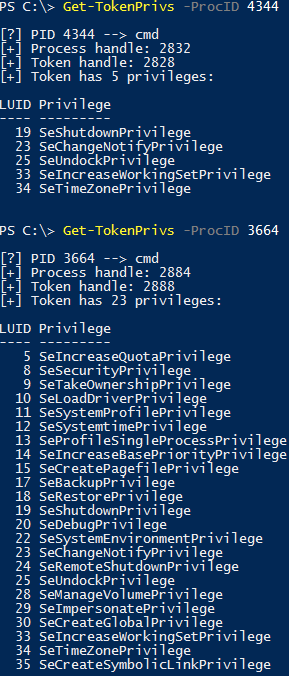 PS C:\> Get-TokenPrivs -ProcID 4344
[?] PID 4344 --> cmd
[+] Process handle: 2832
[+] Token handle: 2828
[+] Token has 5 privileges:
LUID Privilege
---- ---------
19 SeShutdownPrivilege
23 SeChangeNotifyPrivilege
25 SeUndockPrivilege
33 SeIncreaseWorkingSetPrivilege
34 SeTimeZonePrivilege
PS C:\> Get-TokenPrivs -ProcID 3664
[?] PID 3664 --> cmd
[+] Process handle: 2884
[+] Token handle: 2888
[+] Token has 23 privileges:
LUID Privilege
---- ---------
5 SeIncreaseQuotaPrivilege
8 SeSecurityPrivilege
9 SeTakeOwnershipPrivilege
10 SeLoadDriverPrivilege
11 SeSystemProfilePrivilege
12 SeSystemtimePrivilege
13 SeProfileSingleProcessPrivilege
14 SeIncreaseBasePriorityPrivilege
15 SeCreatePagefilePrivilege
17 SeBackupPrivilege
18 SeRestorePrivilege
19 SeShutdownPrivilege
20 SeDebugPrivilege
22 SeSystemEnvironmentPrivilege
23 SeChangeNotifyPrivilege
24 SeRemoteShutdownPrivilege
25 SeUndockPrivilege
28 SeManageVolumePrivilege
29 SeImpersonatePrivilege
30 SeCreateGlobalPrivilege
33 SeIncreaseWorkingSetPrivilege
34 SeTimeZonePrivilege
35 SeCreateSymbolicLinkPrivilege